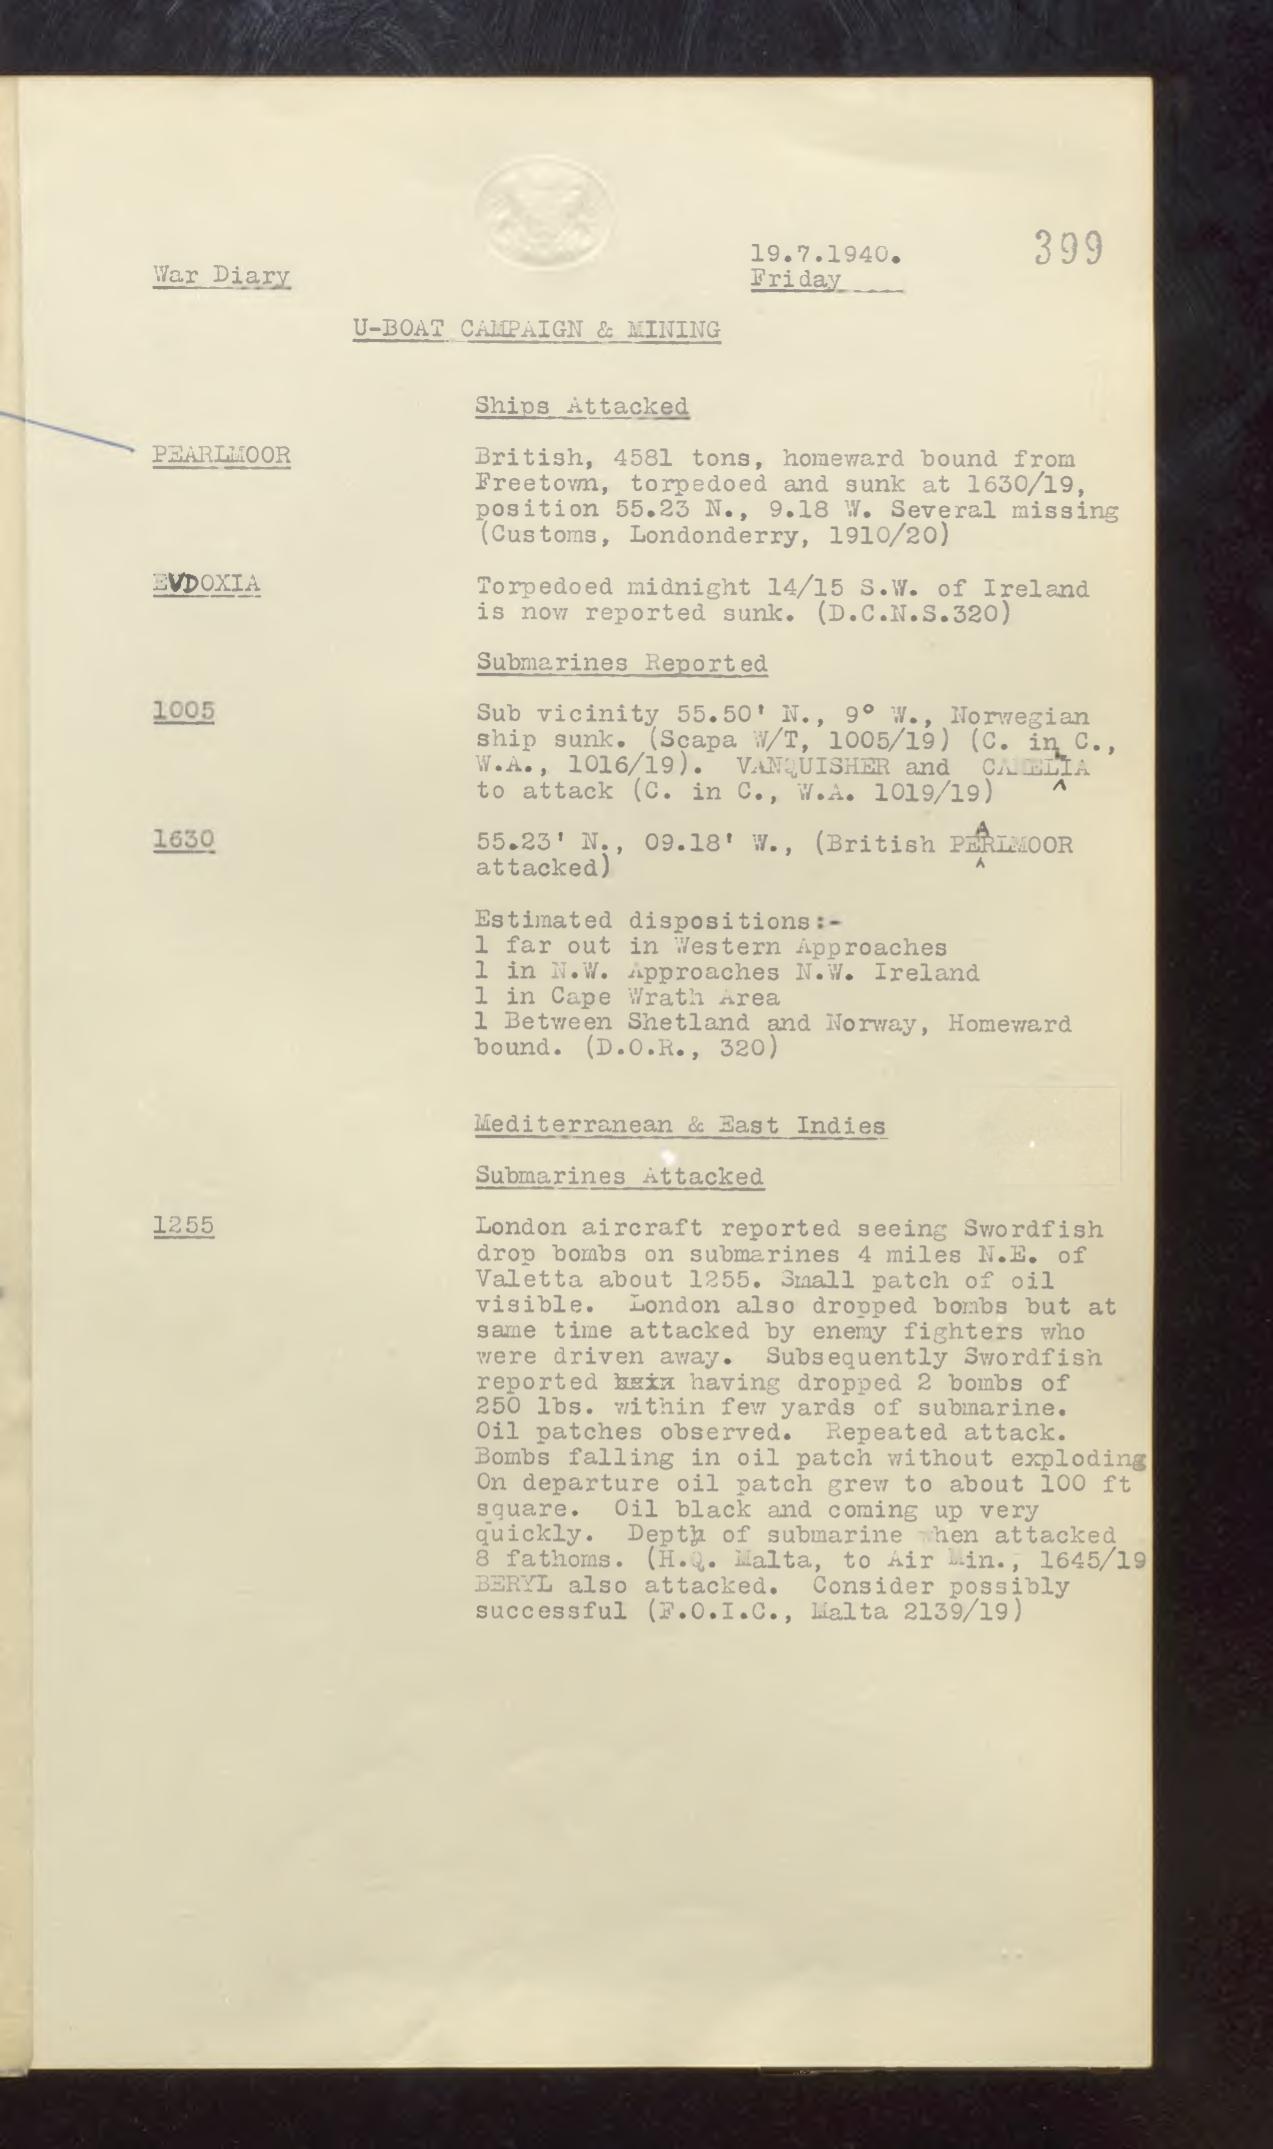 399
19.7.1940.
War Diary
Friday
U-BOAT CAMPAIGN & MINING
Ships Attacked
PEARLMOOR
British, 4581 tons, homeward bound from
Freetown, torpedoed and sunk at 1630/19,
position 55.23 N., 9.18 W. Several missing
(Customs, Londonderry, 1910/20)
EVDOXIA
Torpedoed midnight 14/15 S.W. of Ireland
is now reported sunk. (D.C.N.S.320)
Submarines Reported
1005
Sub vicinity 55.50' N., 9° W., Norwegian
ship sunk. (Scapa W/T, 1005/19) (C. in C.,
W.A., 1016/19). VANQUISHER and CAMELLIA
to attack (C. in C., W.A. 1019/19)
1630
55.23' N., 09.18' W., (British PEARLMOOR
attacked)
Estimated dispositions:-
1 far out in Western Approaches
1 in N.W. Approaches N.W. Ireland
1 in Cape Wrath Area
1 Between Shetland and Norway, Homeward
bound. (D.O.R., 320)
Mediterranean & East Indies
Submarines Attacked
1255
London aircraft reported seeing Swordfish
drop bombs on submarines 4 miles N.E. of
Valetta about 1255. Small patch of oil
visible. London also dropped bombs but at
same time attacked by enemy fighters who
were driven away. Subsequently Swordfish
reported having dropped 2 bombs of
250 lbs. within few yards of submarine.
Oil patches observed. Repeated attack.
Bombs falling in oil patch without exploding
On departure oil patch grew to about 100 ft
square. Oil black and coming up very
quickly. Depth of submarine when attacked
8 fathoms. (H.Q. Malta, to Air Min., 1645/19
BERYL also attacked. Consider possibly
successful (F.O.I.C., Malta 2139/19)